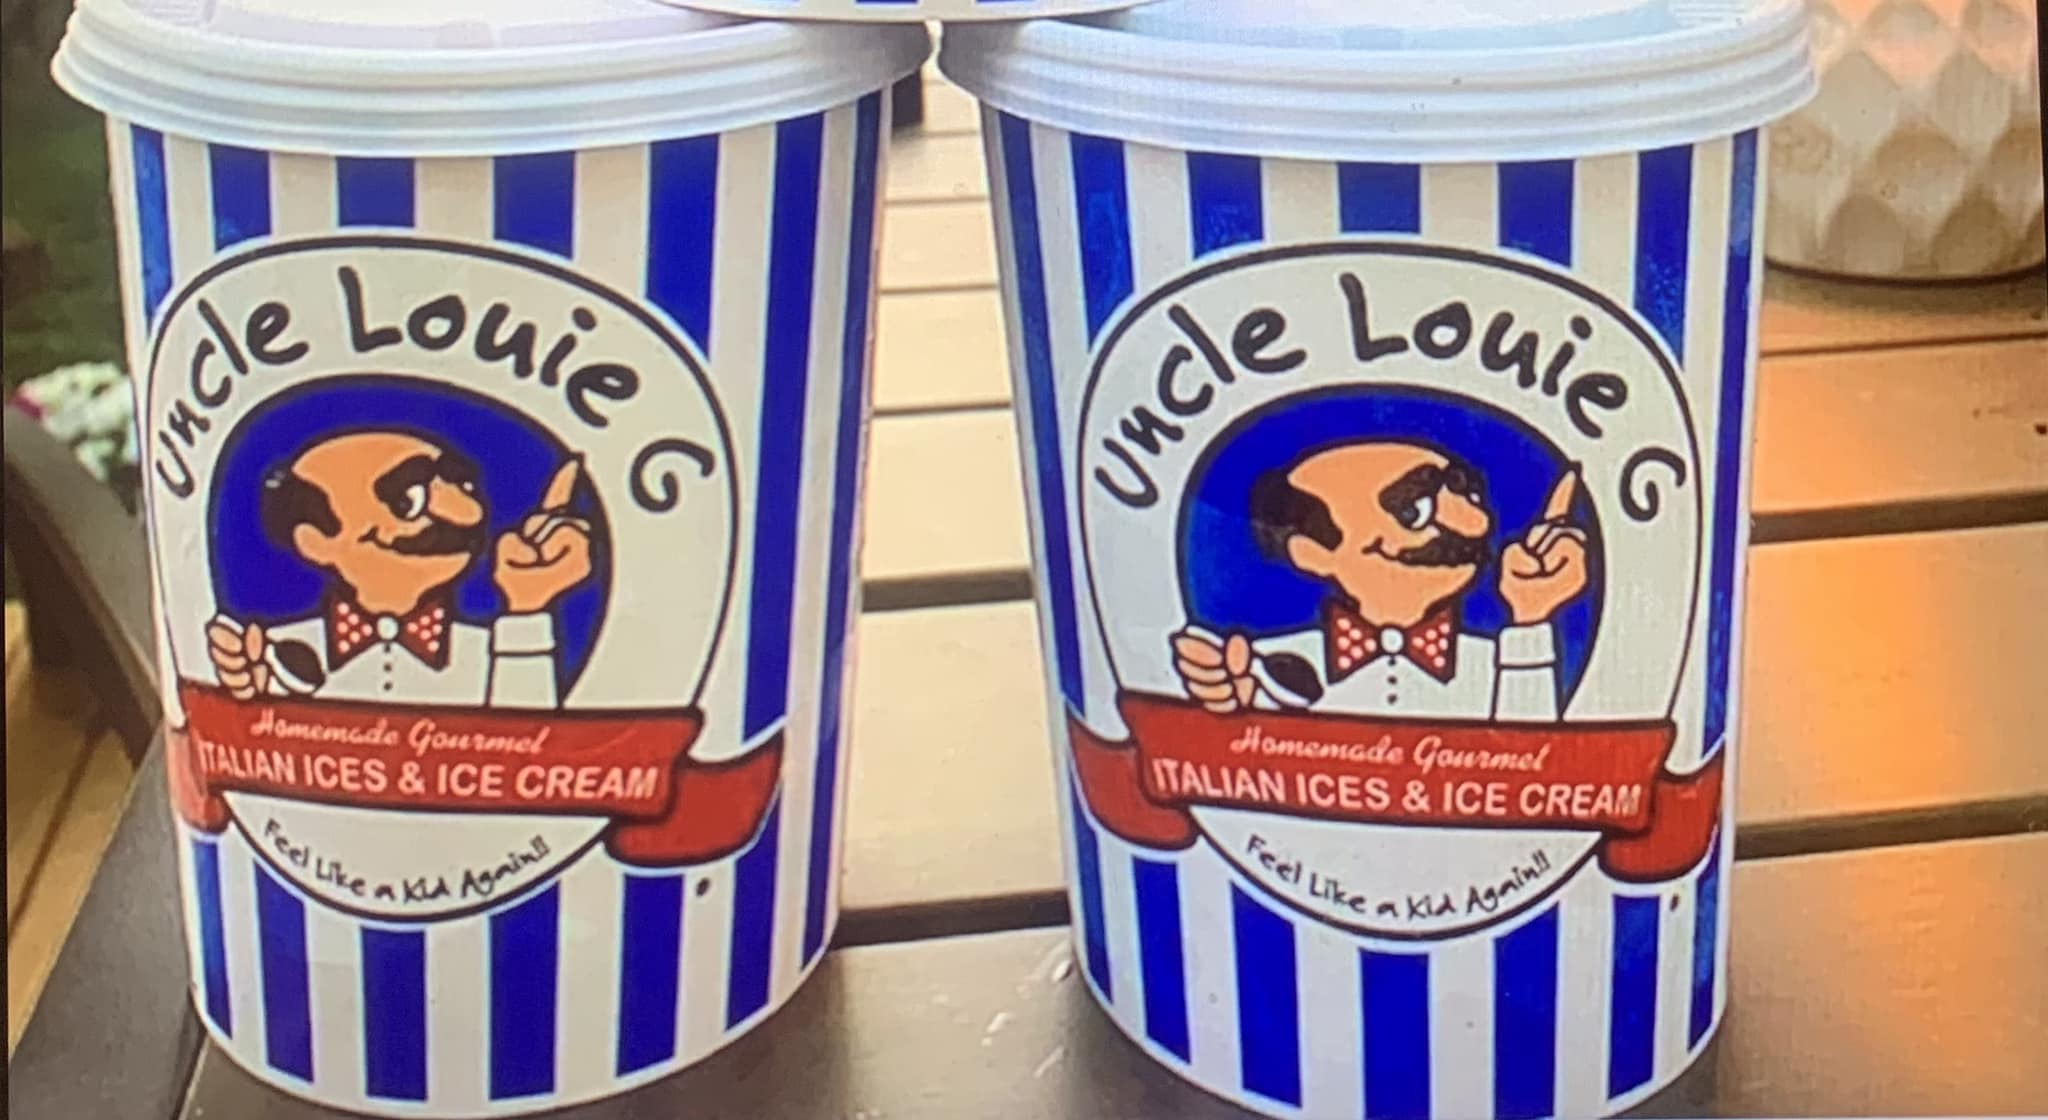 Uncle Louie G
Homemade Gourmet
ITALIAN ICES & ICE CREAM
Feel Like a Kid Again!!
Uncle Louie G
Homemade Gourmet
ITALIAN ICES & ICE CREAM
Feel Like a Kid Again!!